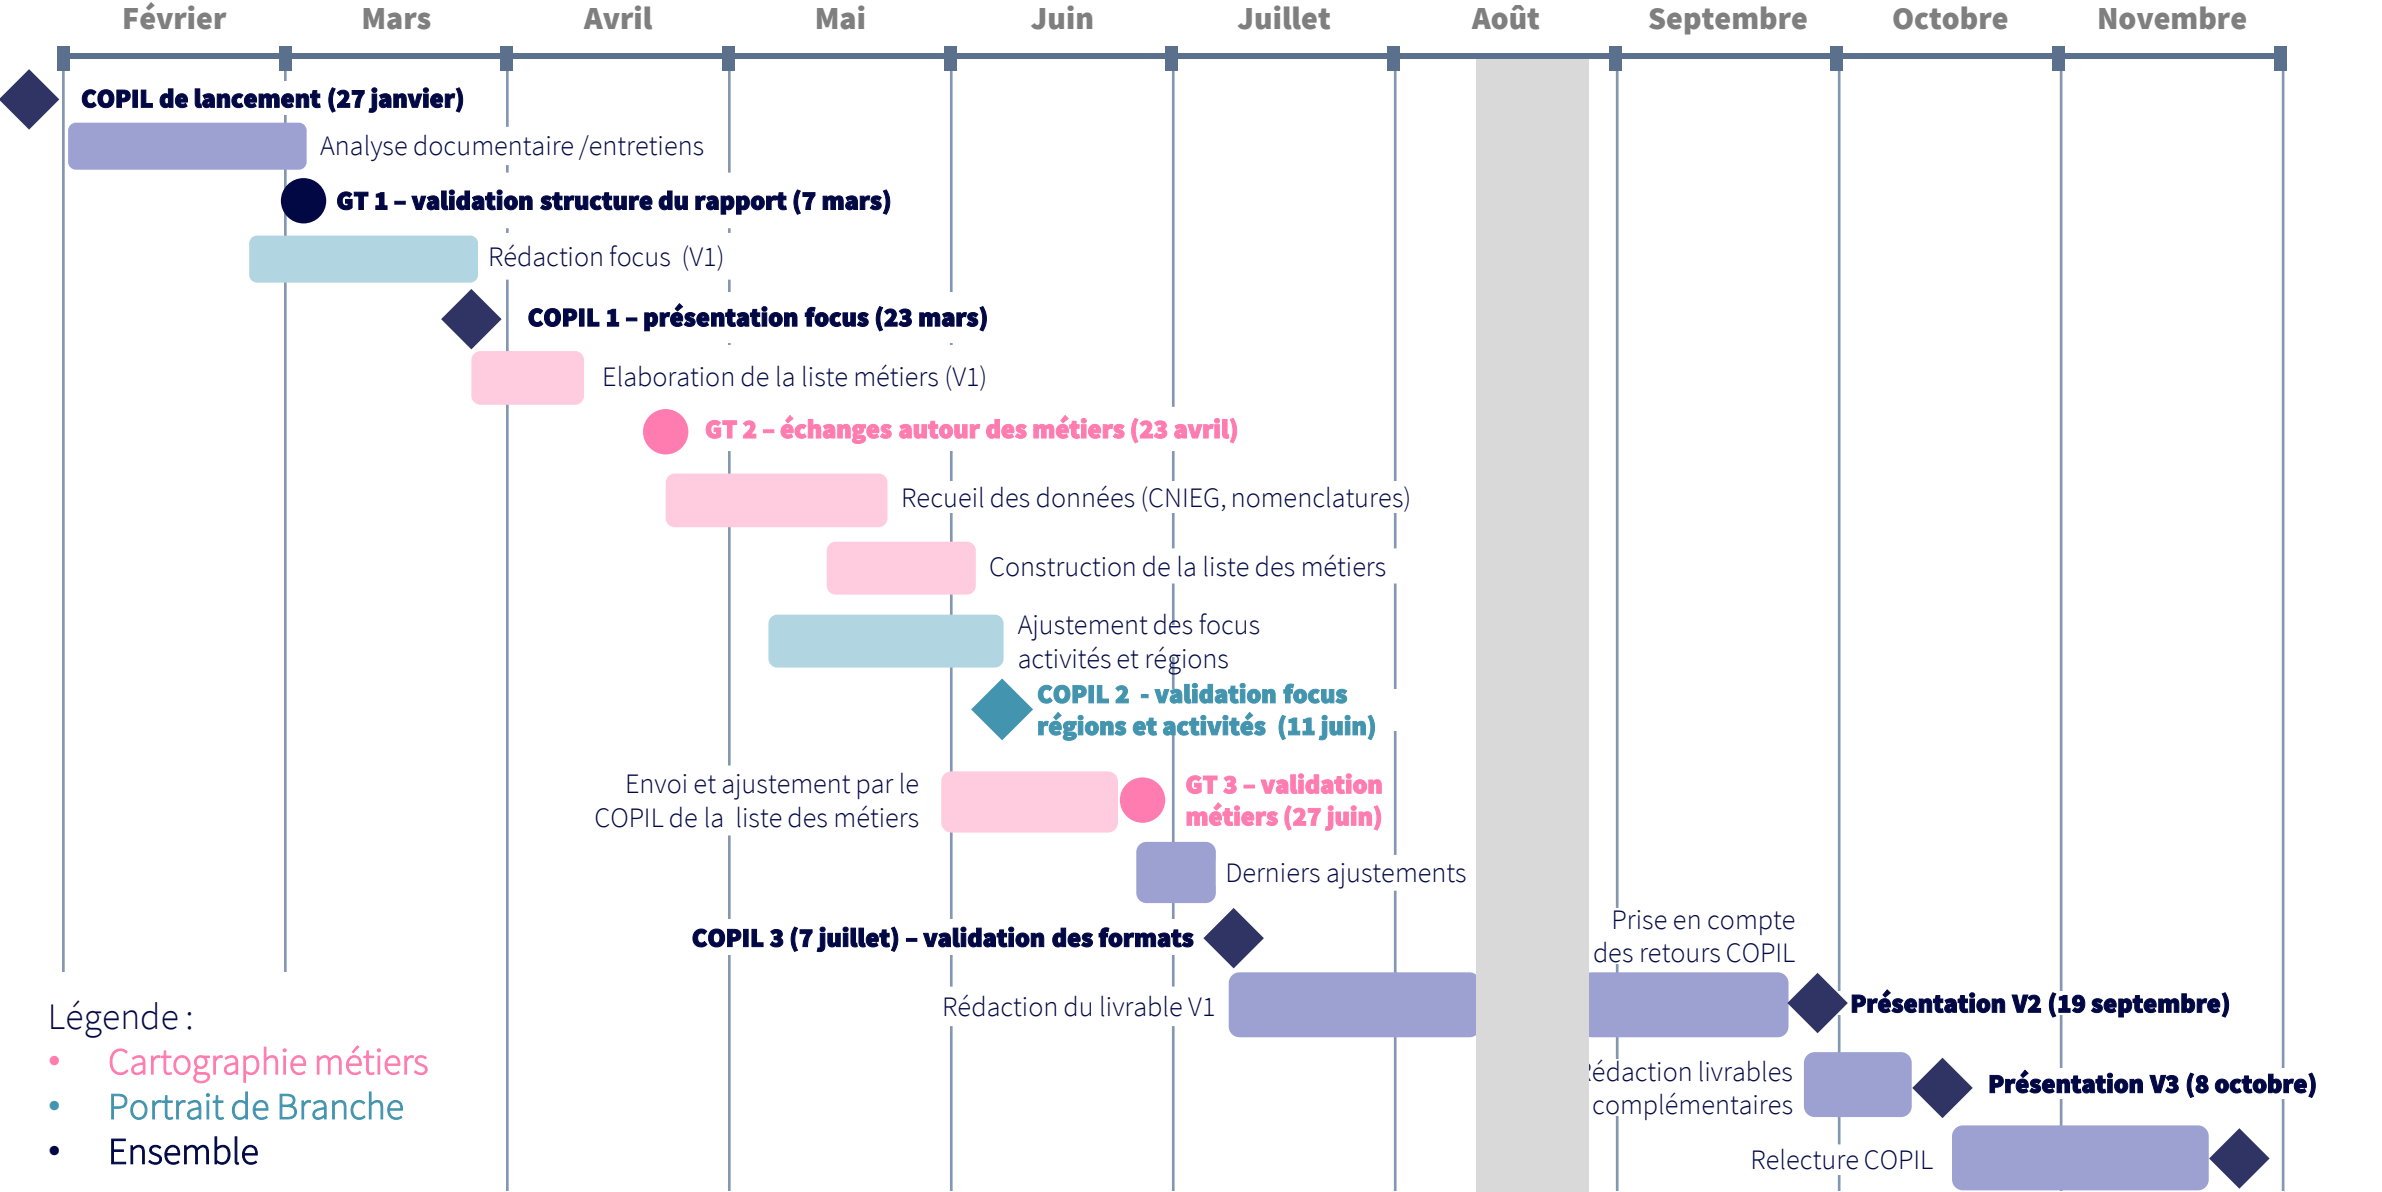 Février Mars Avril Mai Juin Juillet Août Septembre Octobre Novembre
COPIL de lancement (27 janvier)
Analyse documentaire /entretiens
GT 1 – validation structure du rapport (7 mars)
Rédaction focus (V1)
COPIL 1 – présentation focus (23 mars)
Elaboration de la liste métiers (V1)
GT 2 – échanges autour des métiers (23 avril)
Recueil des données (CNIEG, nomenclatures)
Construction de la liste des métiers
Ajustement des focus
activités et régions
COPIL 2 - validation focus
régions et activités (11 juin)
Envoi et ajustement par le
COPIL de la liste des métiers
GT 3 – validation
métiers (27 juin)
Derniers ajustements
COPIL 3 (7 juillet) – validation des formats
Prise en compte
des retours COPIL
Rédaction du livrable V1
Présentation V2 (19 septembre)
Rédaction livrables
complémentaires
Présentation V3 (8 octobre)
Relecture COPIL
Légende :
• Cartographie métiers
• Portrait de Branche
• Ensemble